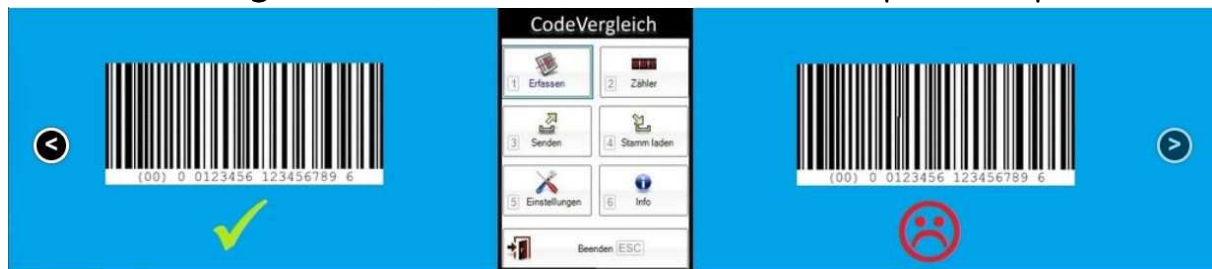 CodeVergleich
1 Erfassen
2 Zähler
3 Senden
4 Stamm laden
5 Einstellungen
6 Info
Beenden ESC
(00) 0 0123456 123456789 6
(00) 0 0123456 123456789 6